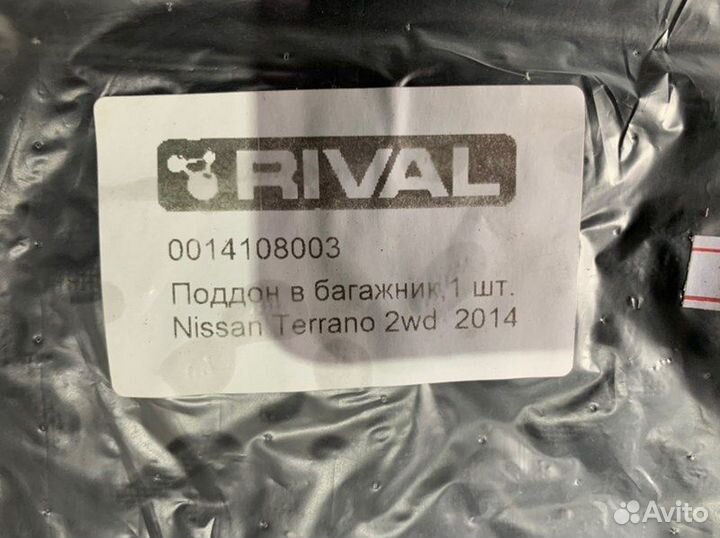 RIVAL
0014108003
Поддон в багажник,1 шт.
Nissan Terrano 2wd 2014
Avito